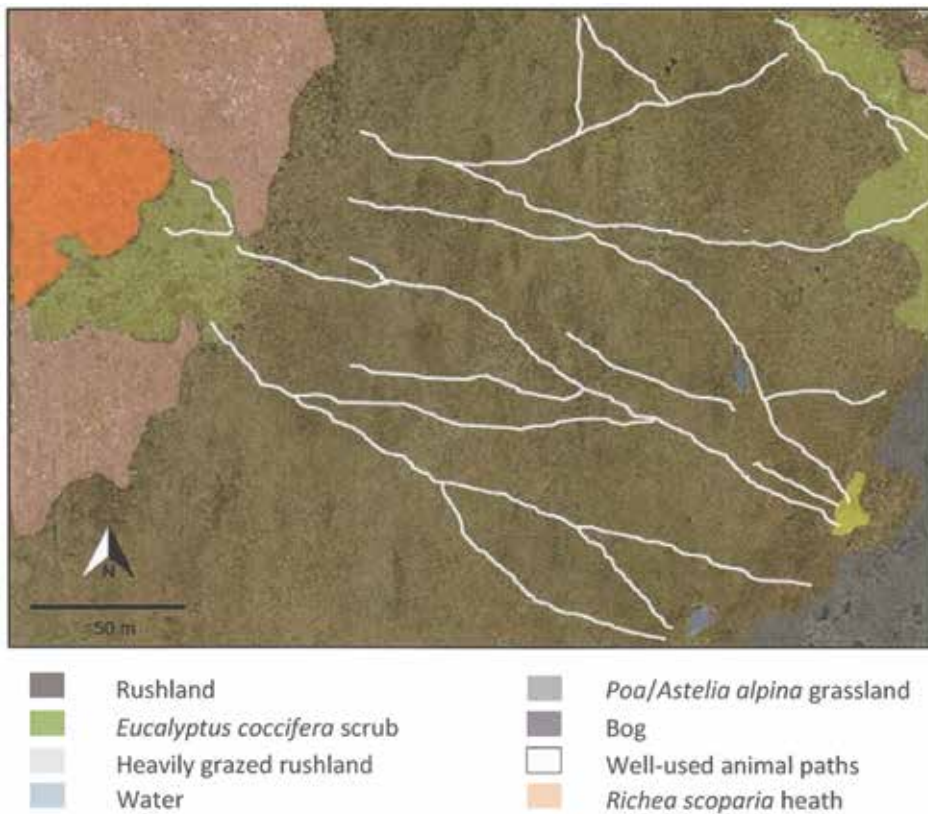 N
50 m
Rushland
Eucalyptus coccifera scrub
Heavily grazed rushland
Water
Poa/Astelia alpina grassland
Bog
Well-used animal paths
Richea scoparia heath